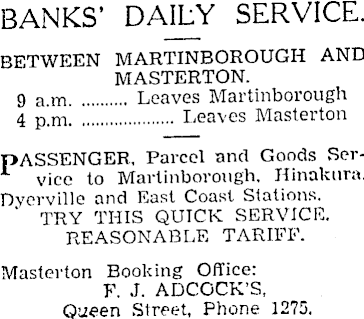 BANKS' DAILY SERVICE.
BETWEEN MARTINBOROUGH AND
MASTERTON.
9 a.m. .......... Leaves Martinborough
4 p.m. .................... Leaves Masterton
PASSENGER, Parcel and Goods Ser-
vice to Martinborough, Hinakura,
Dyerville and East Coast Stations.
TRY THIS QUICK SERVICE.
REASONABLE TARIFF.
Masterton Booking Office:
F. J. ADCOCK'S,
Queen Street, Phone 1275.